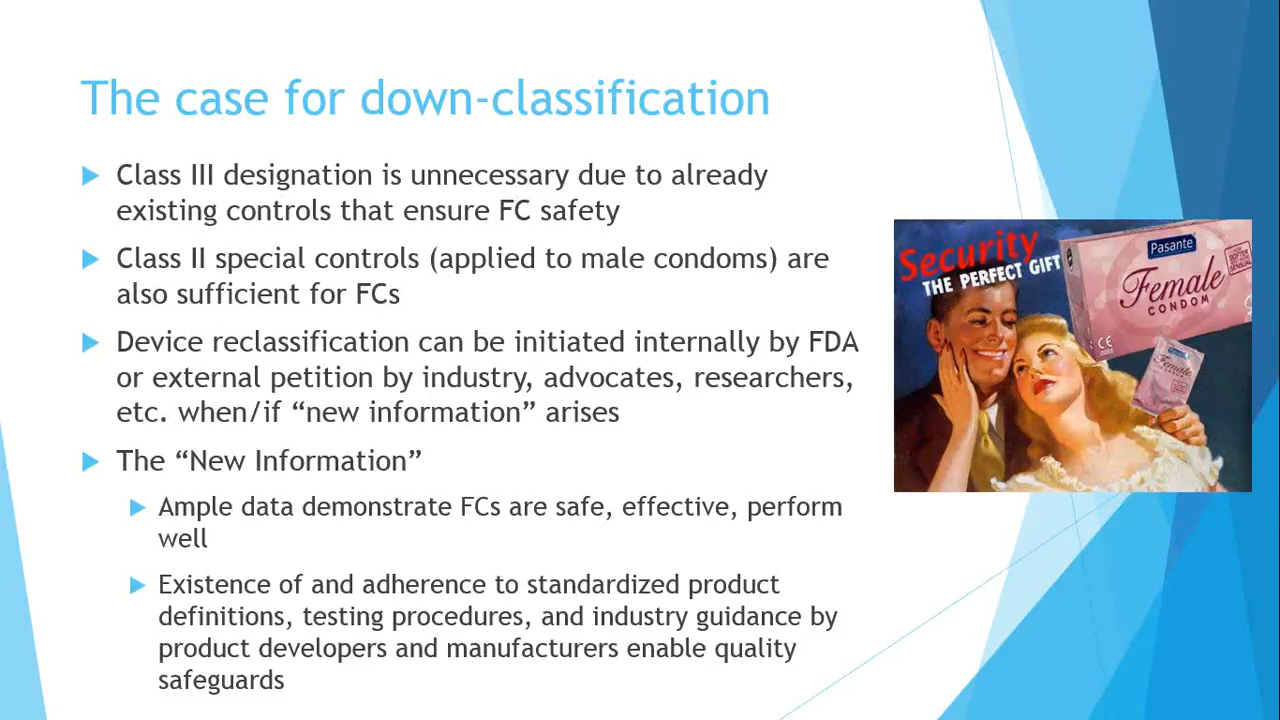 The case for down-classification
Class III designation is unnecessary due to already
existing controls that ensure FC safety
Class II special controls (applied to male condoms) are
also sufficient for FCs
Device reclassification can be initiated internally by FDA
or external petition by industry, advocates, researchers,
etc. when/if “new information” arises
The “New Information”
Ample data demonstrate FCs are safe, effective, perform
well
Existence of and adherence to standardized product
definitions, testing procedures, and industry guidance by
product developers and manufacturers enable quality
safeguards
Security
THE PERFECT GIFT
Pasante
Female
CONDOM
CE
Female